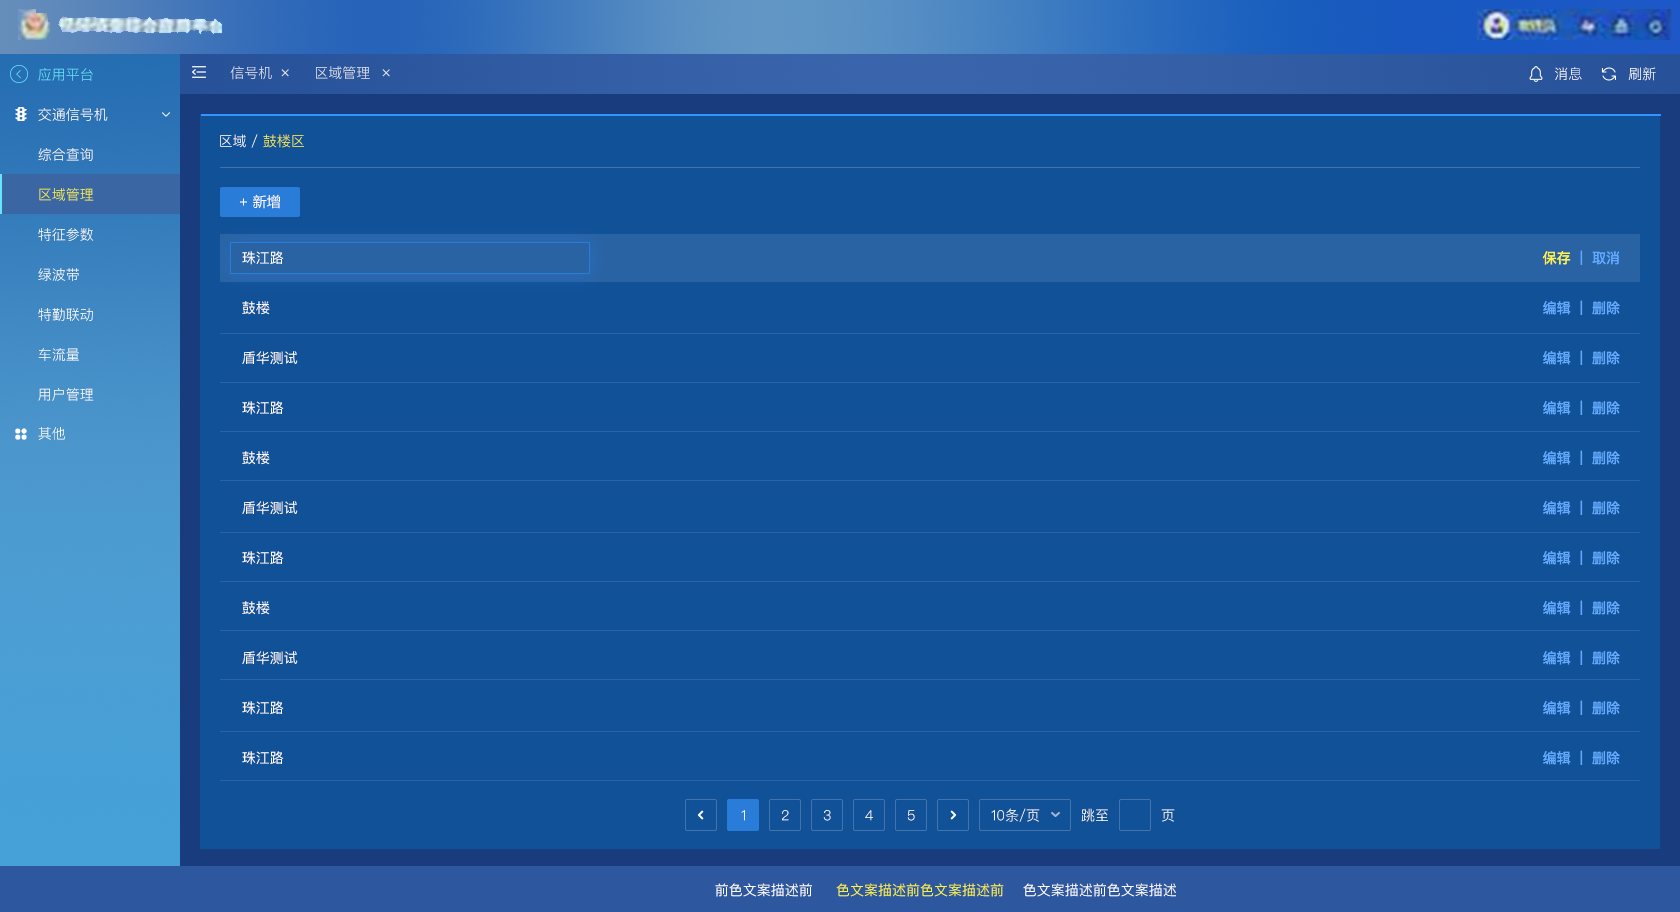 应用平台
交通信号机
综合查询
区域管理
特征参数
绿波带
特勤联动
车流量
用户管理
其他
信号机 × 区域管理 ×
消息 刷新
区域 / 鼓楼区
+ 新增
珠江路 保存 | 取消
鼓楼 编辑 | 删除
盾华测试 编辑 | 删除
珠江路 编辑 | 删除
鼓楼 编辑 | 删除
盾华测试 编辑 | 删除
珠江路 编辑 | 删除
鼓楼 编辑 | 删除
盾华测试 编辑 | 删除
珠江路 编辑 | 删除
珠江路 编辑 | 删除
1 2 3 4 5 10条/页 跳至 页
前色文案描述前 色文案描述前色文案描述前 色文案描述前色文案描述